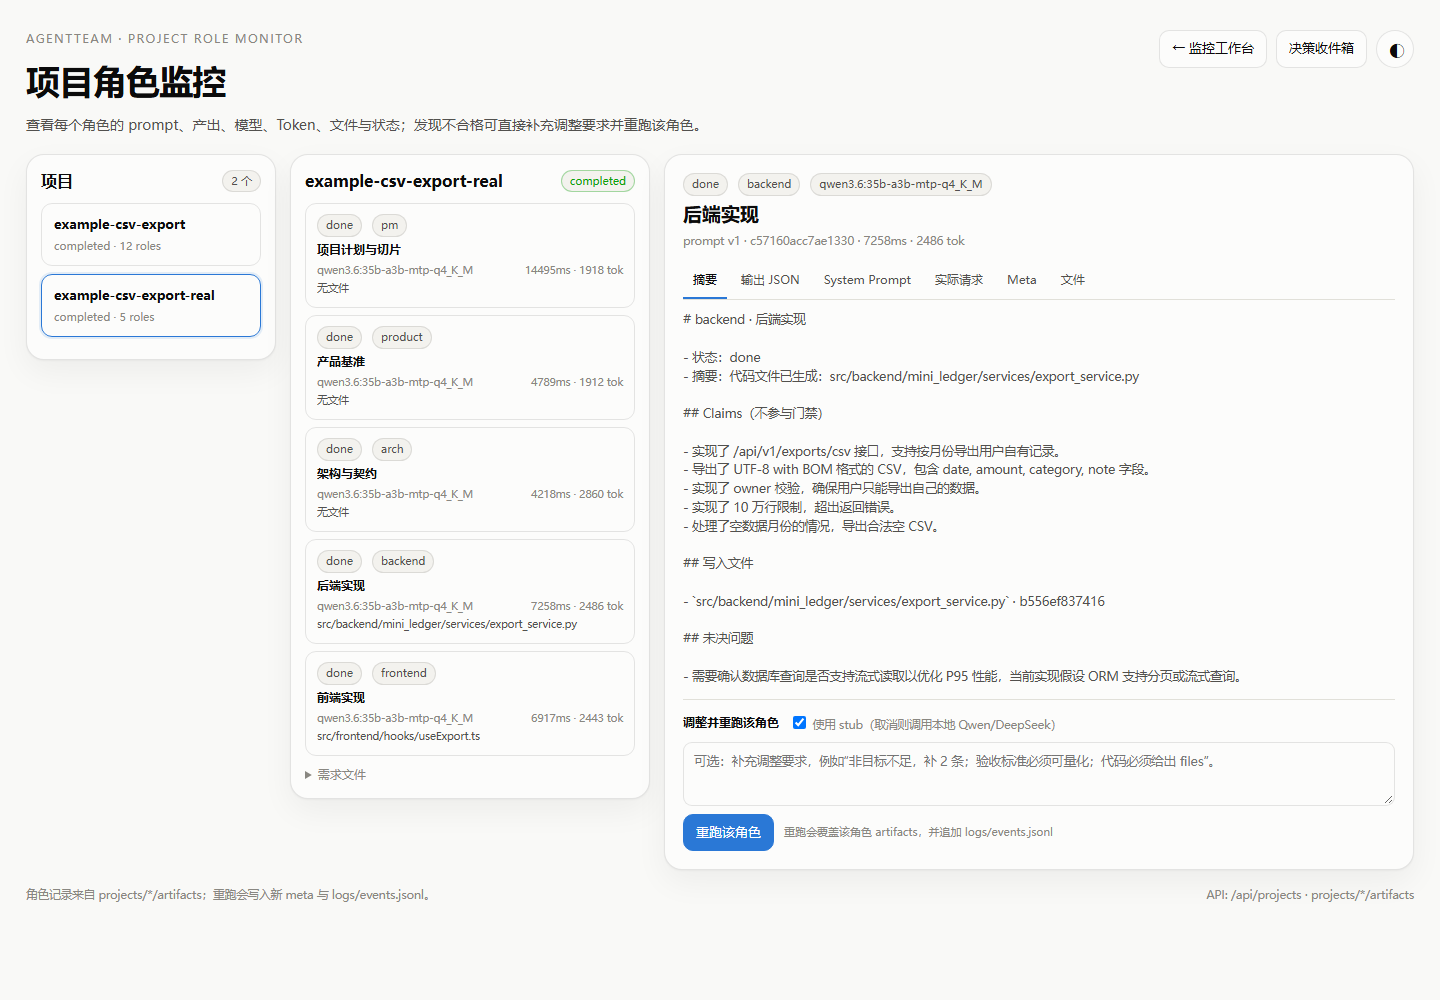 AGENTTEAM · PROJECT ROLE MONITOR
项目角色监控
查看每个角色的 prompt、产出、模型、Token、文件与状态；发现不合格可直接补充调整要求并重跑该角色。
← 监控工作台
决策收件箱
项目
2 个
example-csv-export
completed · 12 roles
example-csv-export-real
completed · 5 roles
example-csv-export-real
completed
done pm
项目计划与切片
qwen3.6:35b-a3b-mtp-q4_K_M 14495ms · 1918 tok
无文件
done product
产品基准
qwen3.6:35b-a3b-mtp-q4_K_M 4789ms · 1912 tok
无文件
done arch
架构与契约
qwen3.6:35b-a3b-mtp-q4_K_M 4218ms · 2860 tok
无文件
done backend
后端实现
qwen3.6:35b-a3b-mtp-q4_K_M 7258ms · 2486 tok
src/backend/mini_ledger/services/export_service.py
done frontend
前端实现
qwen3.6:35b-a3b-mtp-q4_K_M 6917ms · 2443 tok
src/frontend/hooks/useExport.ts
▶ 需求文件
done backend qwen3.6:35b-a3b-mtp-q4_K_M
后端实现
prompt v1 · c57160acc7ae1330 · 7258ms · 2486 tok
摘要 输出 JSON System Prompt 实际请求 Meta 文件
# backend · 后端实现
- 状态：done
- 摘要：代码文件已生成：src/backend/mini_ledger/services/export_service.py
## Claims（不参与门禁）
- 实现了 /api/v1/exports/csv 接口，支持按月份导出用户自有记录。
- 导出了 UTF-8 with BOM 格式的 CSV，包含 date, amount, category, note 字段。
- 实现了 owner 校验，确保用户只能导出自己的数据。
- 实现了 10 万行限制，超出返回错误。
- 处理了空数据月份的情况，导出合法空 CSV。
## 写入文件
- `src/backend/mini_ledger/services/export_service.py` · b556ef837416
## 未决问题
- 需要确认数据库查询是否支持流式读取以优化 P95 性能，当前实现假设 ORM 支持分页或流式查询。
调整并重跑该角色 使用 stub（取消则调用本地 Qwen/DeepSeek）
可选：补充调整要求，例如“非目标不足，补 2 条；验收标准必须可量化；代码必须给出 files”。
重跑该角色 重跑会覆盖该角色 artifacts，并追加 logs/events.jsonl
角色记录来自 projects/*/artifacts；重跑会写入新 meta 与 logs/events.jsonl。
API: /api/projects · projects/*/artifacts